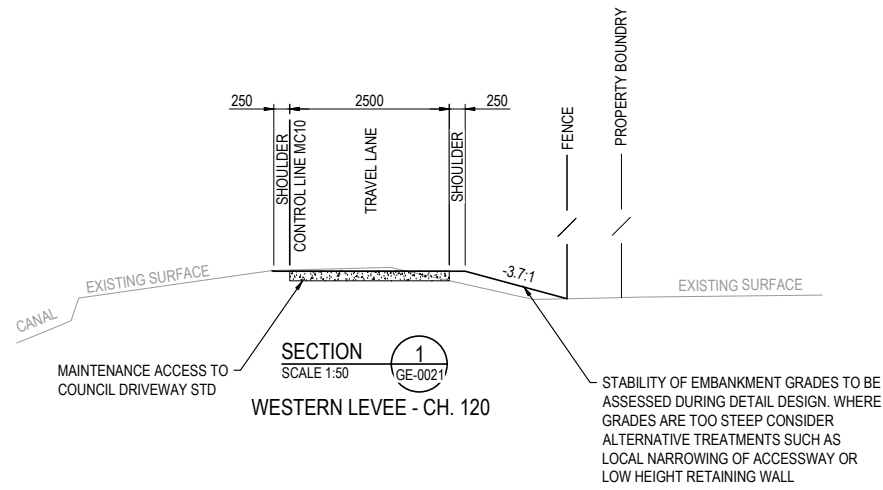 250
2500
250
SHOULDER
CONTROL LINE MC10
TRAVEL LANE
SHOULDER
FENCE
PROPERTY BOUNDRY
-3.7:1
EXISTING SURFACE
EXISTING SURFACE
CANAL
MAINTENANCE ACCESS TO
COUNCIL DRIVEWAY STD
SECTION
SCALE 1:50
1
GE-0021
WESTERN LEVEE - CH. 120
STABILITY OF EMBANKMENT GRADES TO BE
ASSESSED DURING DETAIL DESIGN. WHERE
GRADES ARE TOO STEEP CONSIDER
ALTERNATIVE TREATMENTS SUCH AS
LOCAL NARROWING OF ACCESSWAY OR
LOW HEIGHT RETAINING WALL